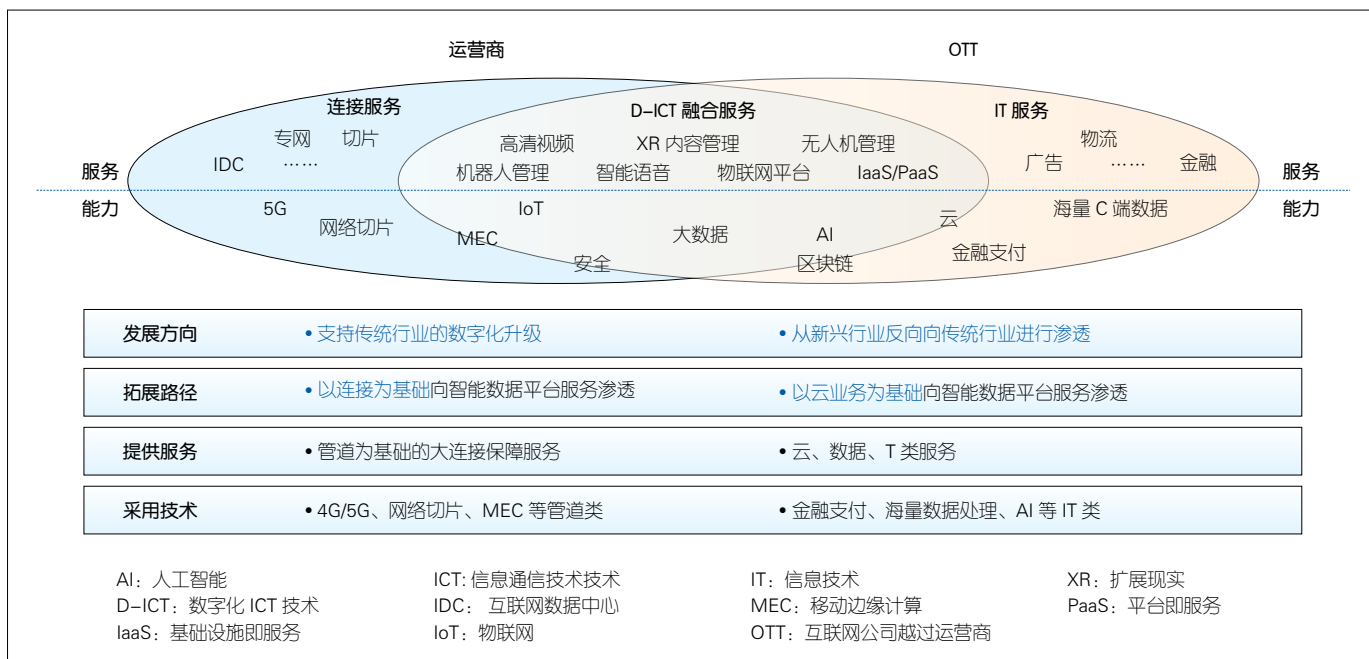 运营商 OTT
连接服务 D-ICT 融合服务 IT 服务
专网 切片 高清视频 XR 内容管理 无人机管理 物流
IDC …… 机器人管理 智能语音 物联网平台 IaaS/PaaS 广告 …… 金融
服务 服务
能力 能力
5G IoT 云 海量 C 端数据
网络切片 MEC 大数据 AI 金融支付
安全 区块链
发展方向 • 支持传统行业的数字化升级 • 从新兴行业反向向传统行业进行渗透
拓展路径 • 以连接为基础向智能数据平台服务渗透 • 以云业务为基础向智能数据平台服务渗透
提供服务 • 管道为基础的大连接保障服务 • 云、数据、T 类服务
采用技术 • 4G/5G、网络切片、MEC 等管道类 • 金融支付、海量数据处理、AI 等 IT 类
AI：人工智能 ICT: 信息通信技术技术 IT：信息技术 XR：扩展现实
D-ICT：数字化 ICT 技术 IDC： 互联网数据中心 MEC：移动边缘计算 PaaS：平台即服务
IaaS：基础设施即服务 IoT：物联网 OTT：互联网公司越过运营商